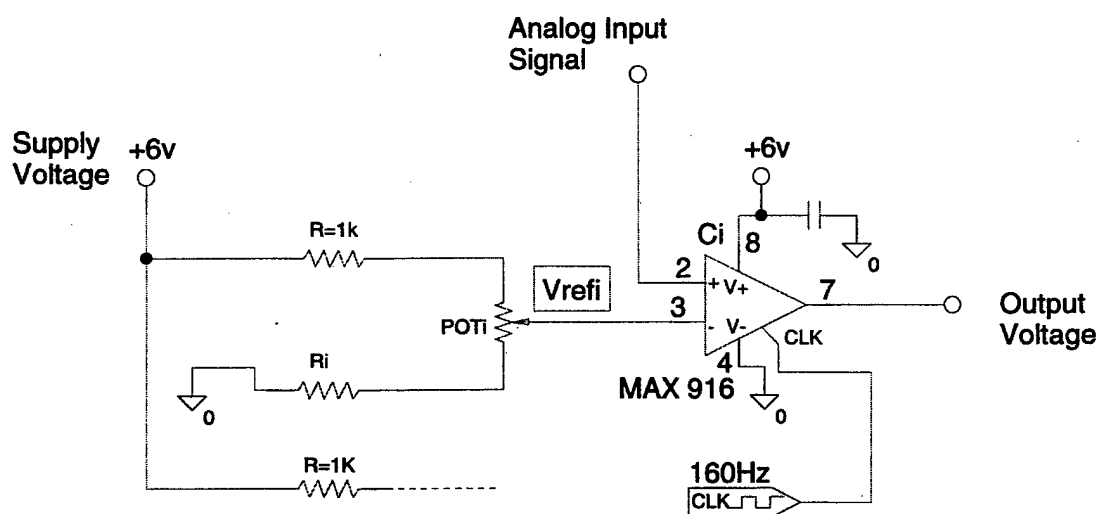 Analog Input
Signal
Supply
Voltage
+6v
+6v
R=1k
Ci
8
2
+
V+
Vrefi
7
3
-
V-
POTi
CLK
Output
Voltage
Ri
4
MAX 916
0
0
0
R=1K
160Hz
CLK